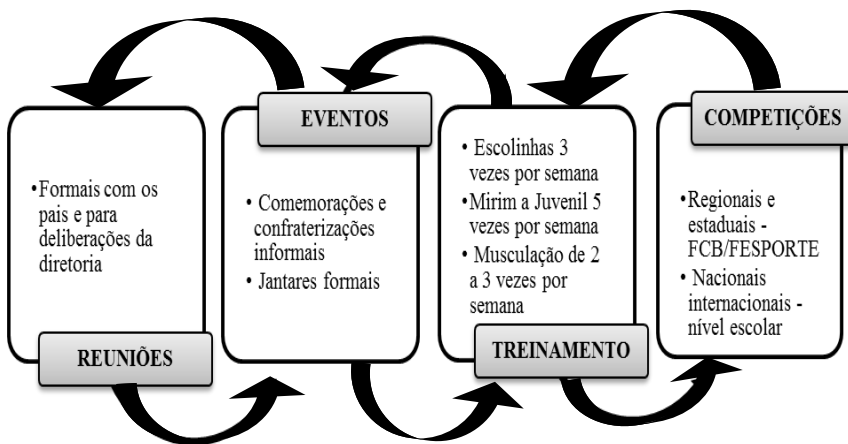 •Formais com os
pais e para
deliberações da
diretoria
REUNIÕES
EVENTOS
• Comemorações e
confraterizações
informais
• Jantares formais
• Escolinhas 3
vezes por semana
• Mirim a Juvenil 5
vezes por semana
• Musculação de 2
a 3 vezes por
semana
TREINAMENTO
COMPETIÇÕES
•Regionais e
estaduais -
FCB/FESPORTE
• Nacionais
internacionais -
nível escolar